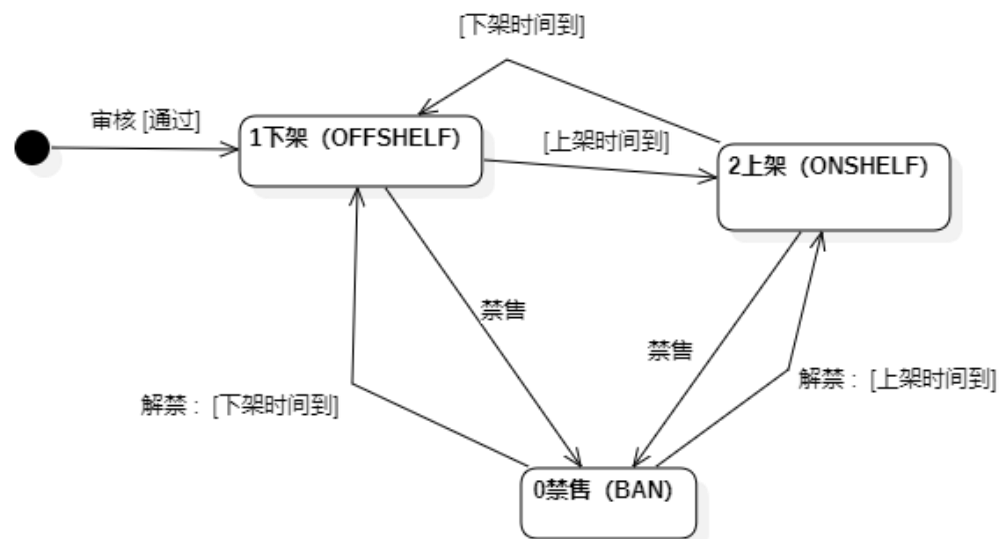 [下架时间到]
审核 [通过]
1下架（OFFSHELF）
[上架时间到]
2上架（ONSHELF）
禁售
禁售
解禁： [上架时间到]
解禁： [下架时间到]
0禁售（BAN）